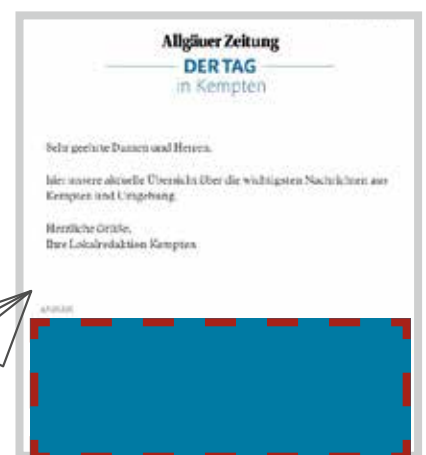 Allgäuer Zeitung
DER TAG
in Kempten
Sehr geehrte Damen und Herren,
hier unsere aktuelle Übersicht über die wichtigsten Nachrichten aus
Kempten und Umgebung.
Herzliche Grüße,
Ihre Lokalredaktion Kempten
ANZEIGE